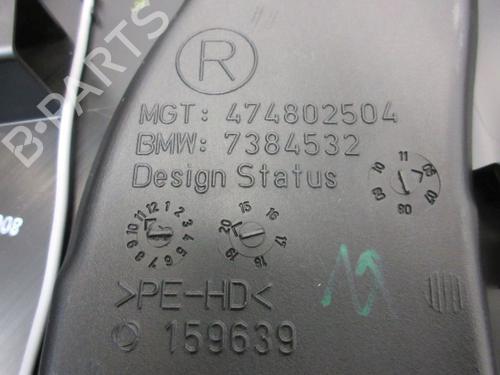 B-PARTS
R
MGT: 474802504
BMW: 7384532
Design Status
>PE-HD<
159639